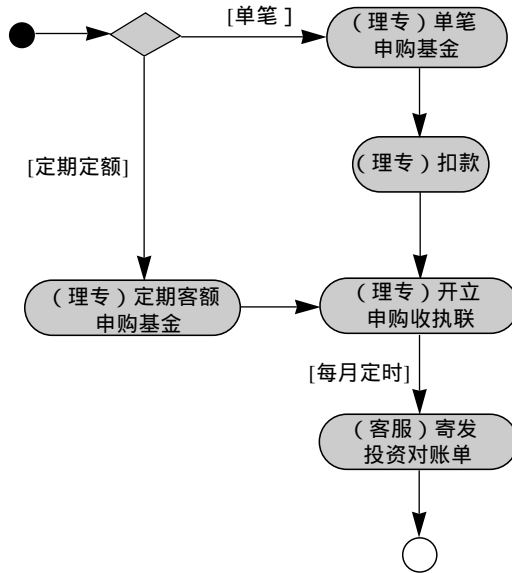 [单笔]
（理专）单笔
申购基金
（理专）扣款
[定期定额]
（理专）定期客额
申购基金
（理专）开立
申购收执联
[每月定时]
（客服）寄发
投资对账单